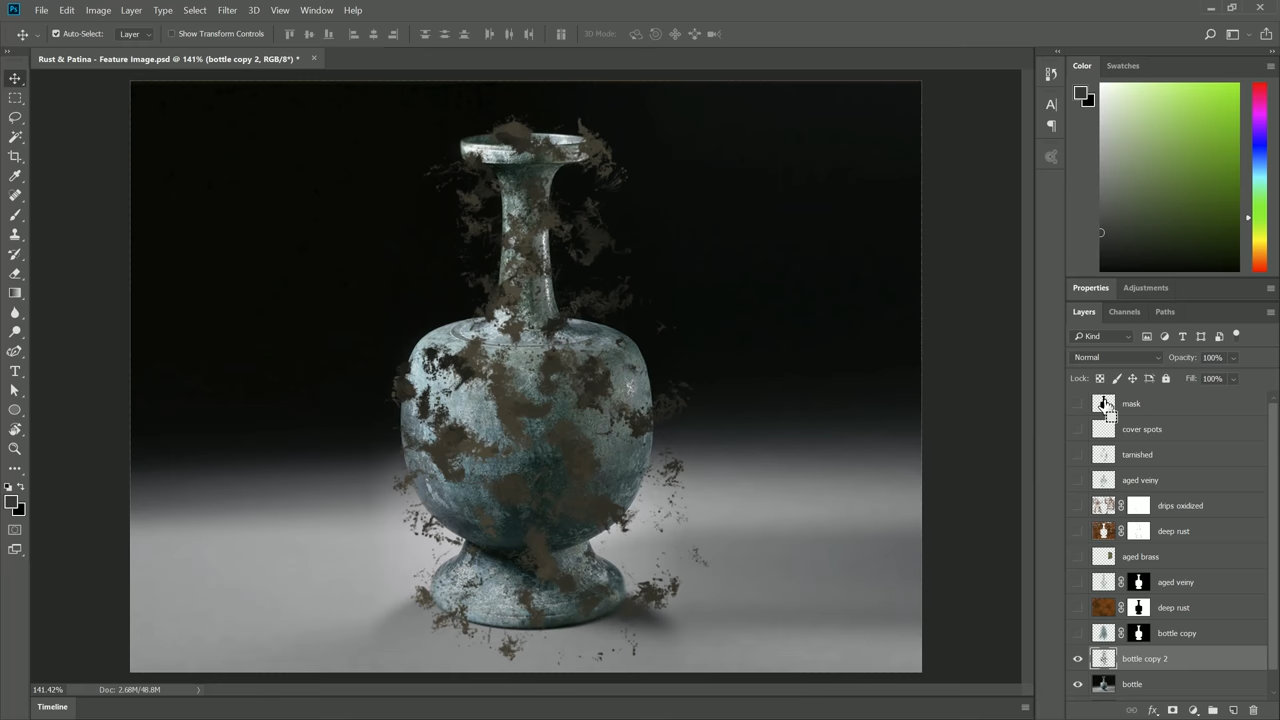 Ps File Edit Image Layer Type Select Filter 3D View Window Help
Auto-Select: Layer Show Transform Controls 3D Mode:
Rust & Patina - Feature Image.psd @ 141% (bottle copy 2, RGB/8*) *
Color Swatches
Properties Adjustments
Layers Channels Paths
Kind
Normal Opacity: 100%
Lock: Fill: 100%
mask
cover spots
tarnished
aged veiny
drips oxidized
deep rust
aged brass
aged veiny
deep rust
bottle copy
bottle copy 2
bottle
141.42% Doc: 2.68M/48.8M
Timeline